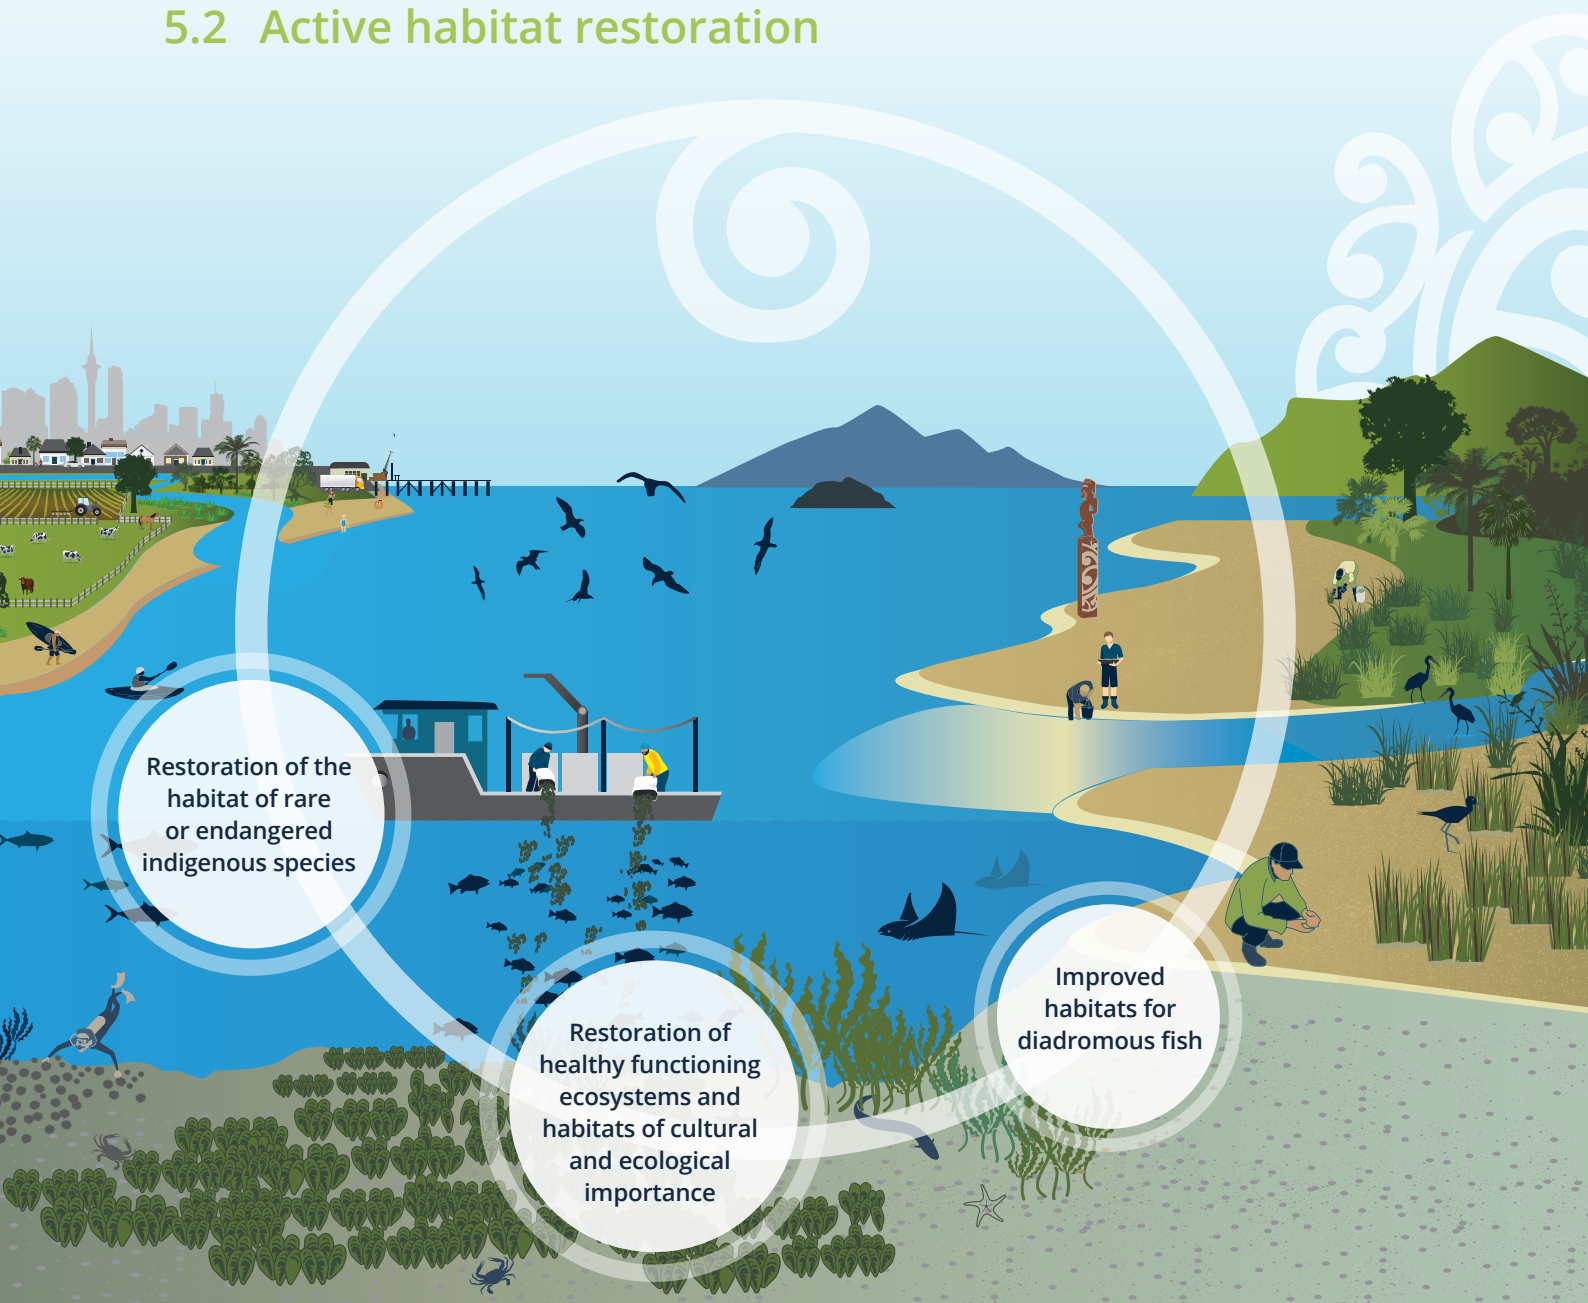 5.2 Active habitat restoration
Restoration of the
habitat of rare
or endangered
indigenous species
Restoration of
healthy functioning
ecosystems and
habitats of cultural
and ecological
importance
Improved
habitats for
diadromous fish